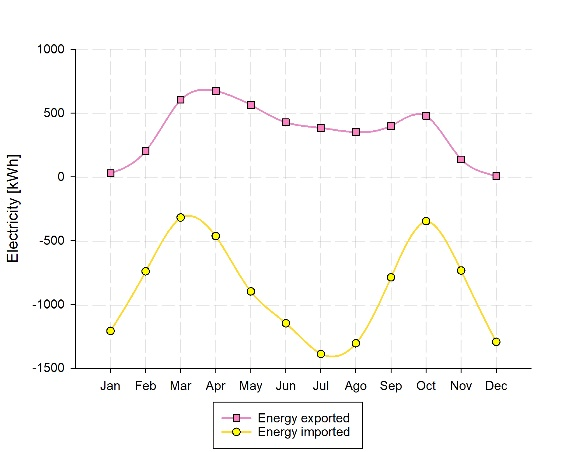 1000
500
0
-500
-1000
-1500
Electricity [kWh]
Jan Feb Mar Apr May Jun Jul Ago Sep Oct Nov Dec
Energy exported
Energy imported